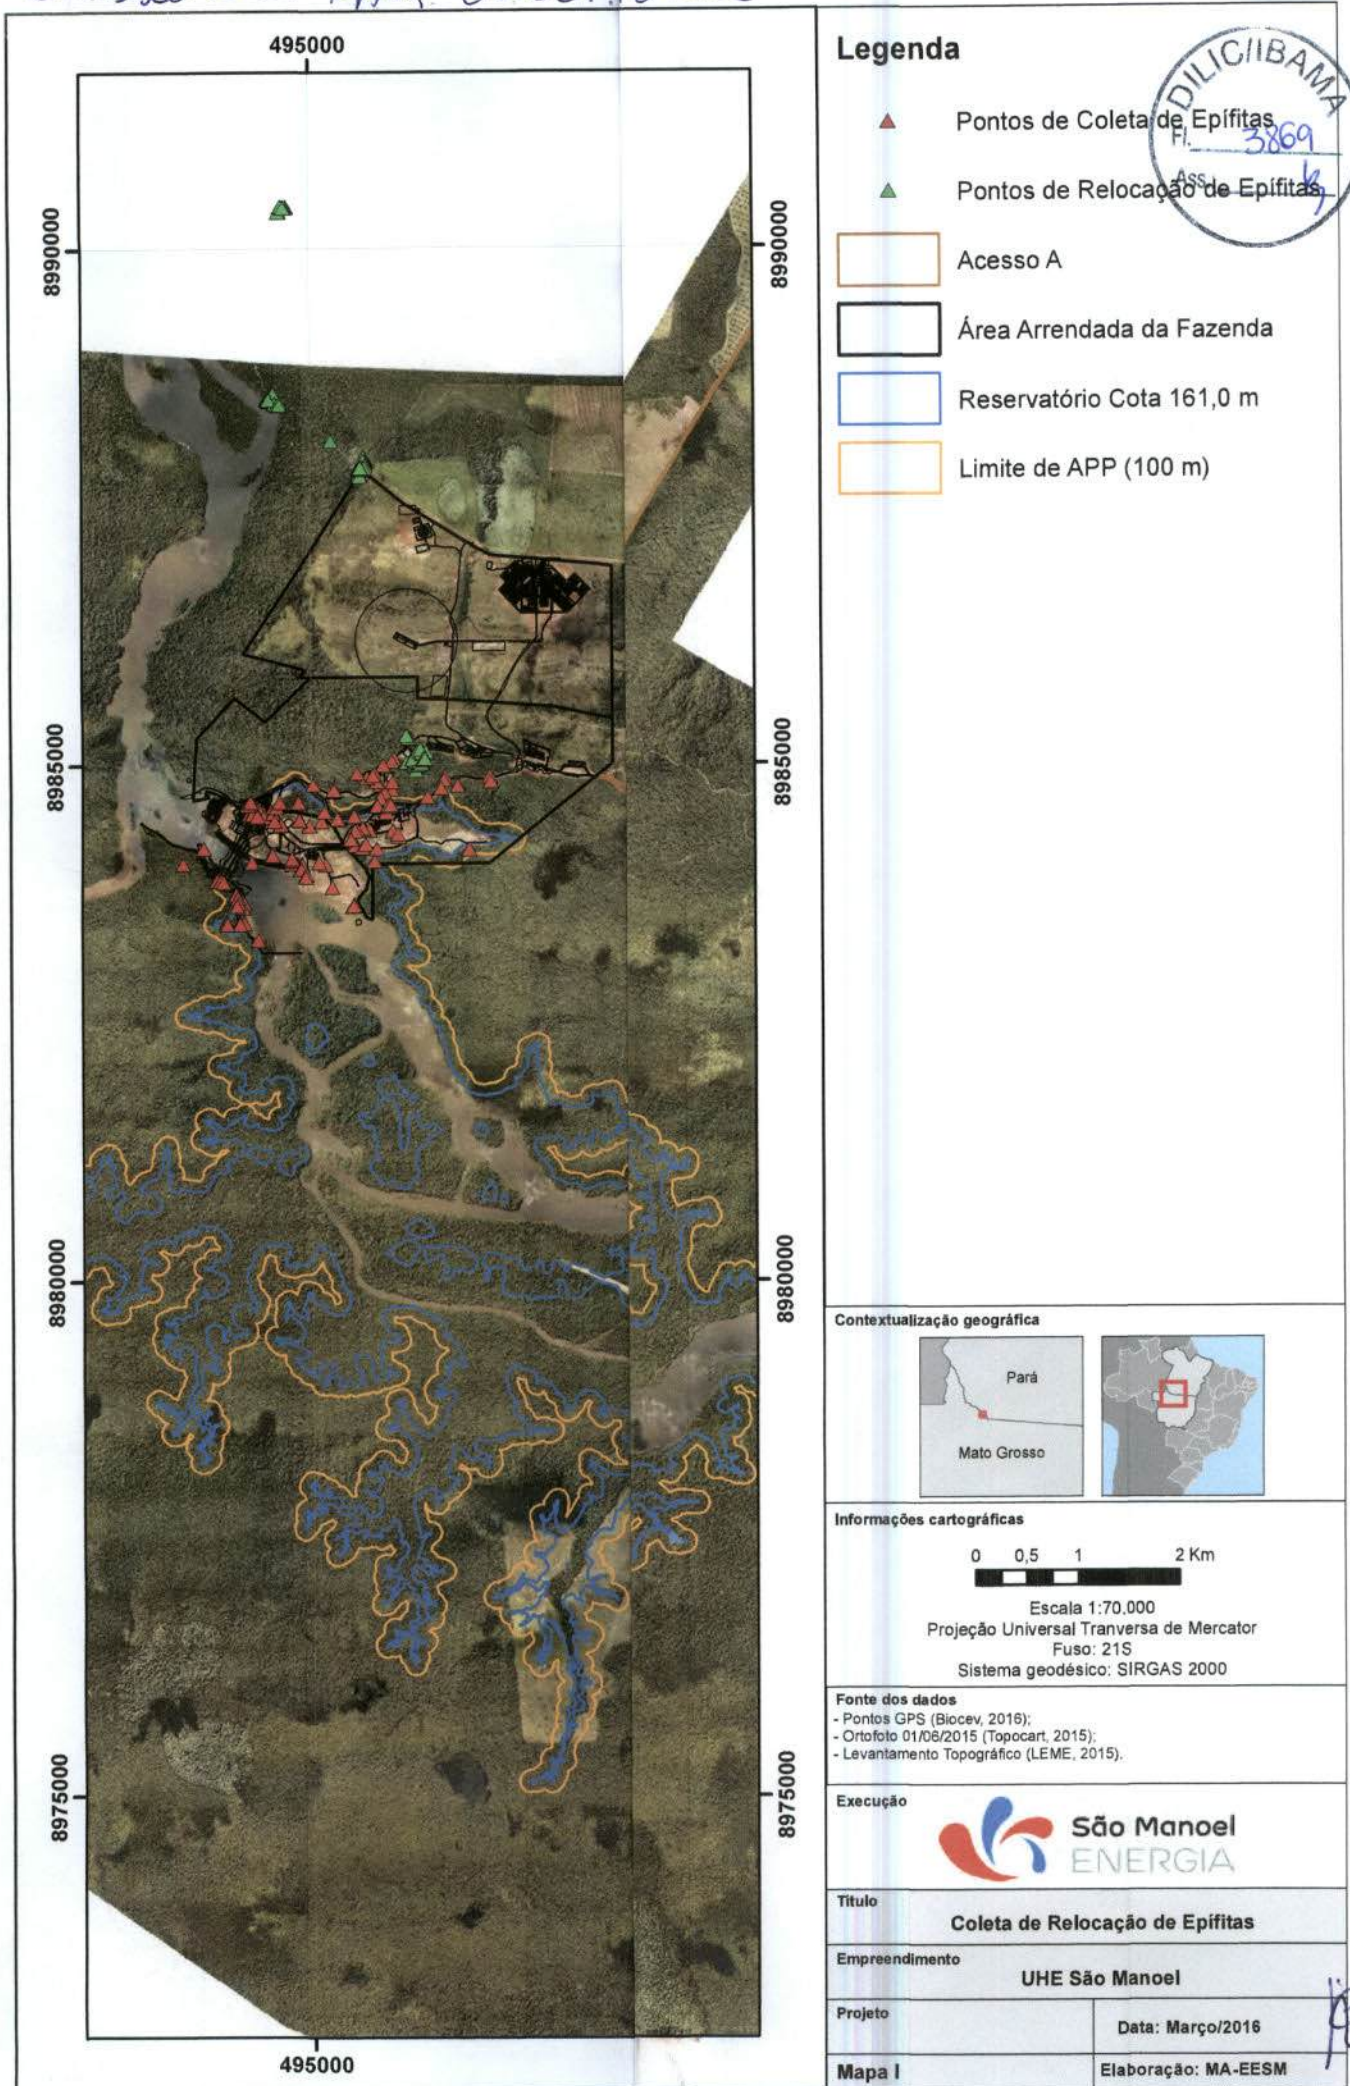 495000
8990000
8990000
8985000
8985000
8980000
8980000
8975000
8975000
495000
Legenda
Pontos de Coleta de Epífitas
Pontos de Relocação de Epífitas
Acesso A
Área Arrendada da Fazenda
Reservatório Cota 161,0 m
Limite de APP (100 m)
DILIC/IBAMA
Fl. 3869
Ass.
Contextualização geográfica
Pará
Mato Grosso
Informações cartográficas
0 0,5 1 2 Km
Escala 1:70.000
Projeção Universal Tranversa de Mercator
Fuso: 21S
Sistema geodésico: SIRGAS 2000
Fonte dos dados
- Pontos GPS (Biocev, 2016);
- Ortofoto 01/06/2015 (Topocart, 2015);
- Levantamento Topográfico (LEME, 2015).
Execução
São Manoel
ENERGIA
Título
Coleta de Relocação de Epífitas
Empreendimento
UHE São Manoel
Projeto
Data: Março/2016
Mapa I
Elaboração: MA-EESM